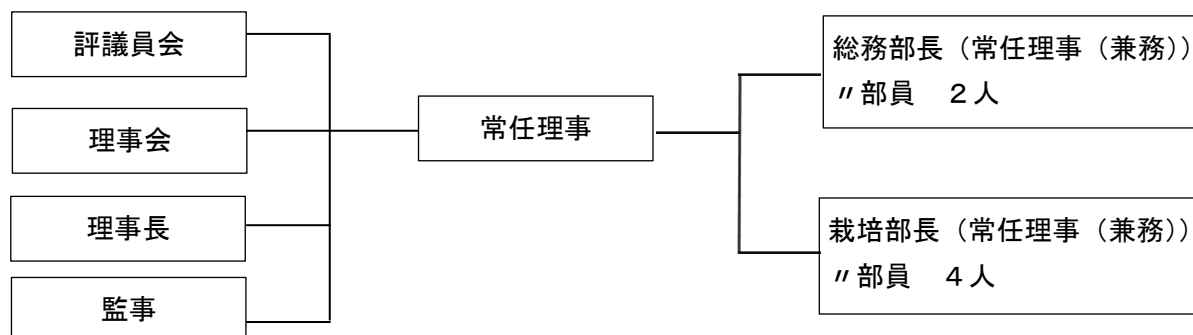 評議員会
理事会
理事長
監事
常任理事
総務部長（常任理事（兼務））
〃部員　２人
栽培部長（常任理事（兼務））
〃部員　４人